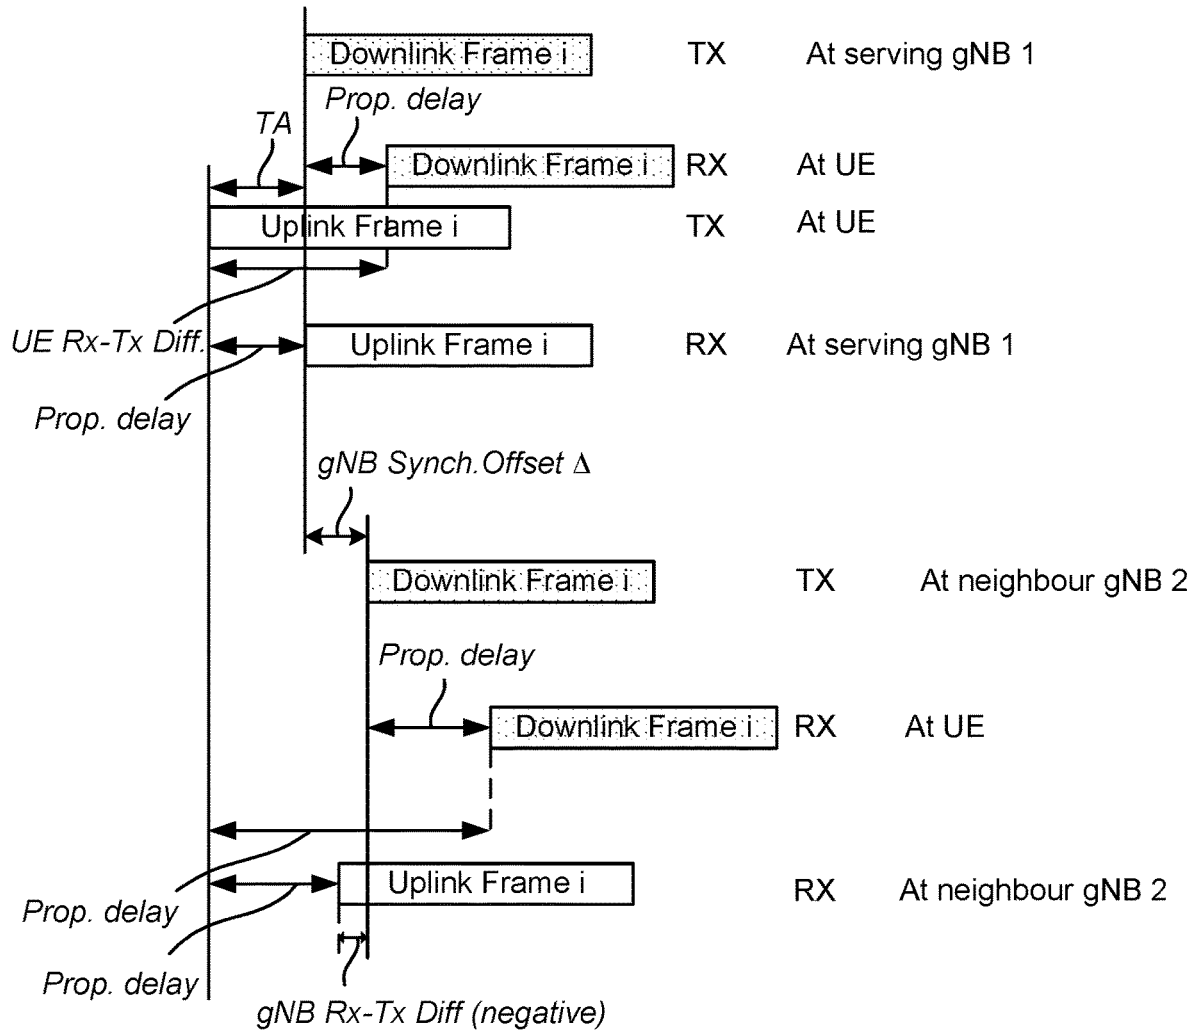 Downlink Frame i TX At serving gNB 1
Prop. delay
TA
Downlink Frame i RX At UE
Uplink Frame i TX At UE
UE Rx-Tx Diff.
Uplink Frame i RX At serving gNB 1
Prop. delay
gNB Synch.Offset Δ
Downlink Frame i TX At neighbour gNB 2
Prop. delay
Downlink Frame i RX At UE
Uplink Frame i RX At neighbour gNB 2
Prop. delay
Prop. delay
gNB Rx-Tx Diff (negative)